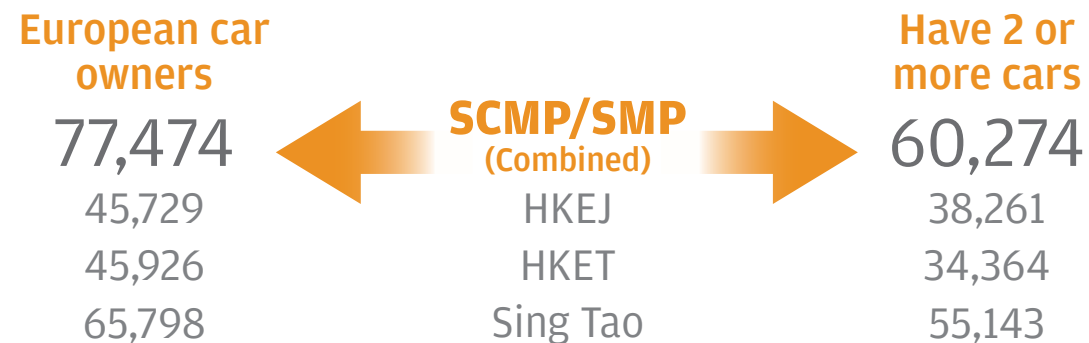 European car
owners
Have 2 or
more cars
77,474
SCMP/SMP
(Combined)
60,274
45,729 HKEJ 38,261
45,926 HKET 34,364
65,798 Sing Tao 55,143